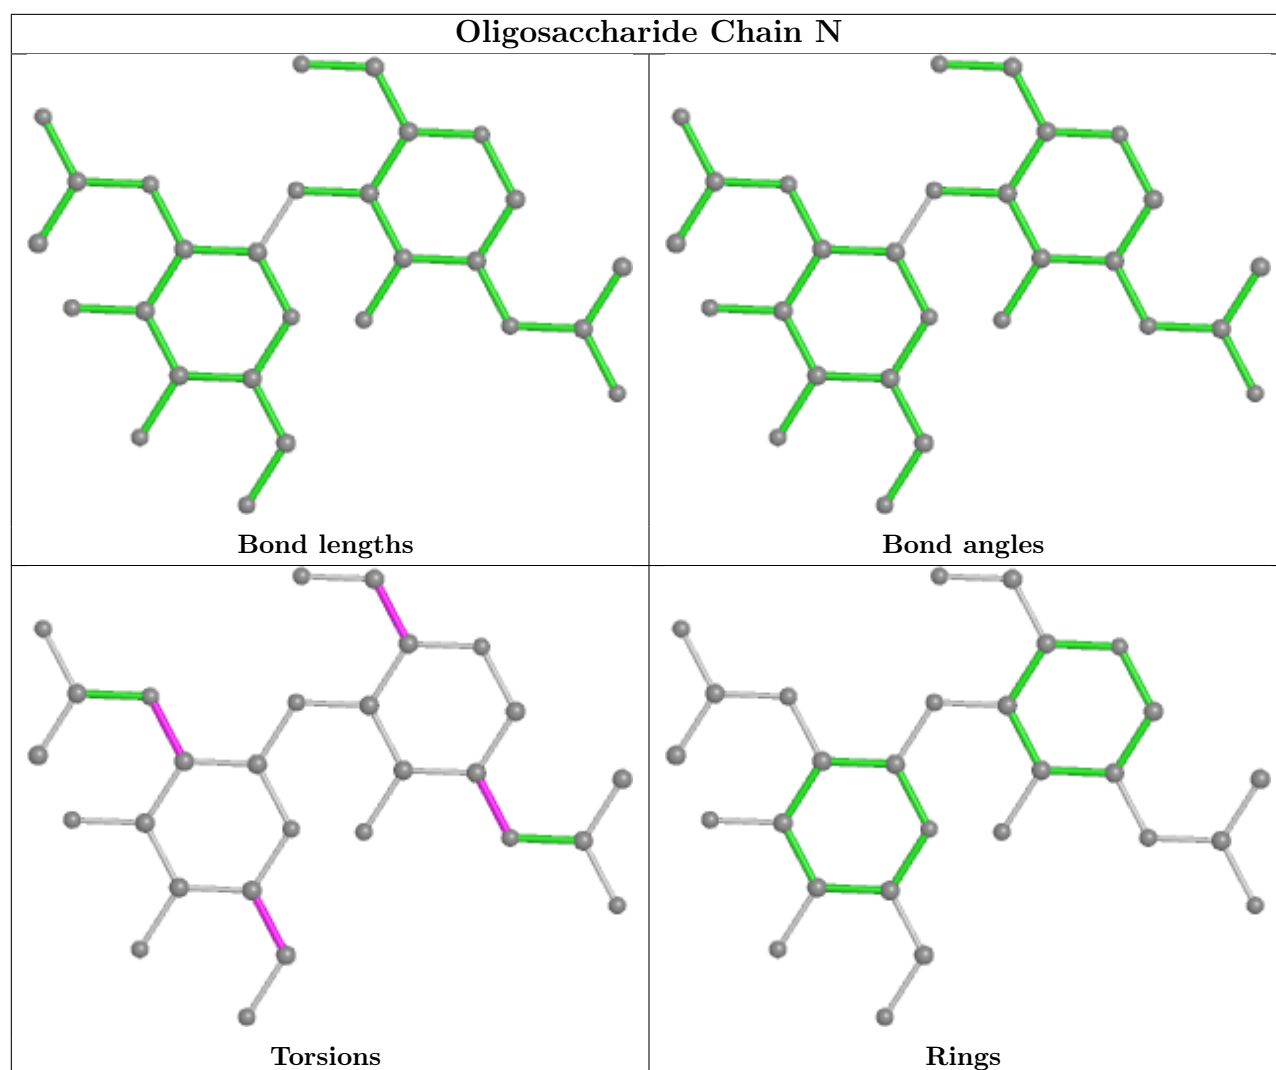 Oligosaccharide Chain N
Bond lengths
Bond angles
Torsions
Rings